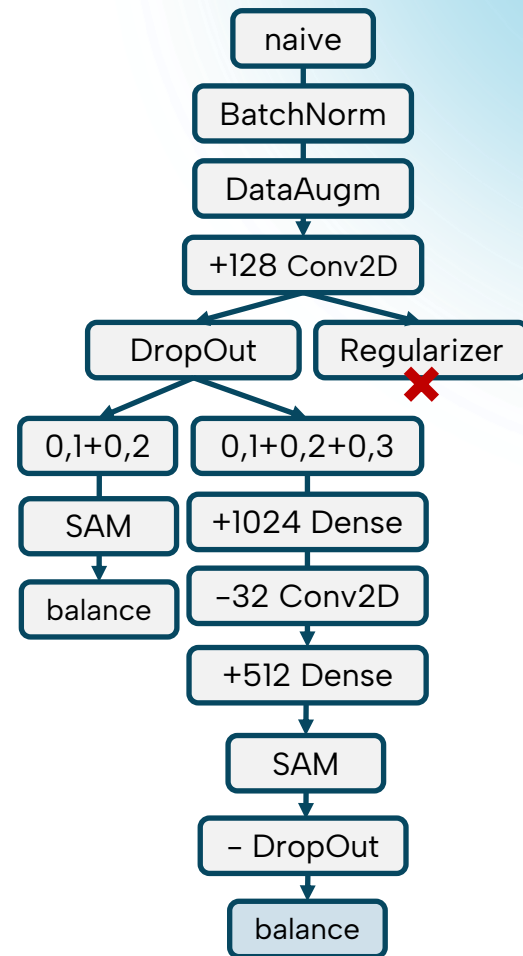 naive
BatchNorm
DataAugm
+128 Conv2D
DropOut
Regularizer
0,1+0,2
0,1+0,2+0,3
SAM
+1024 Dense
balance
-32 Conv2D
+512 Dense
SAM
- DropOut
balance